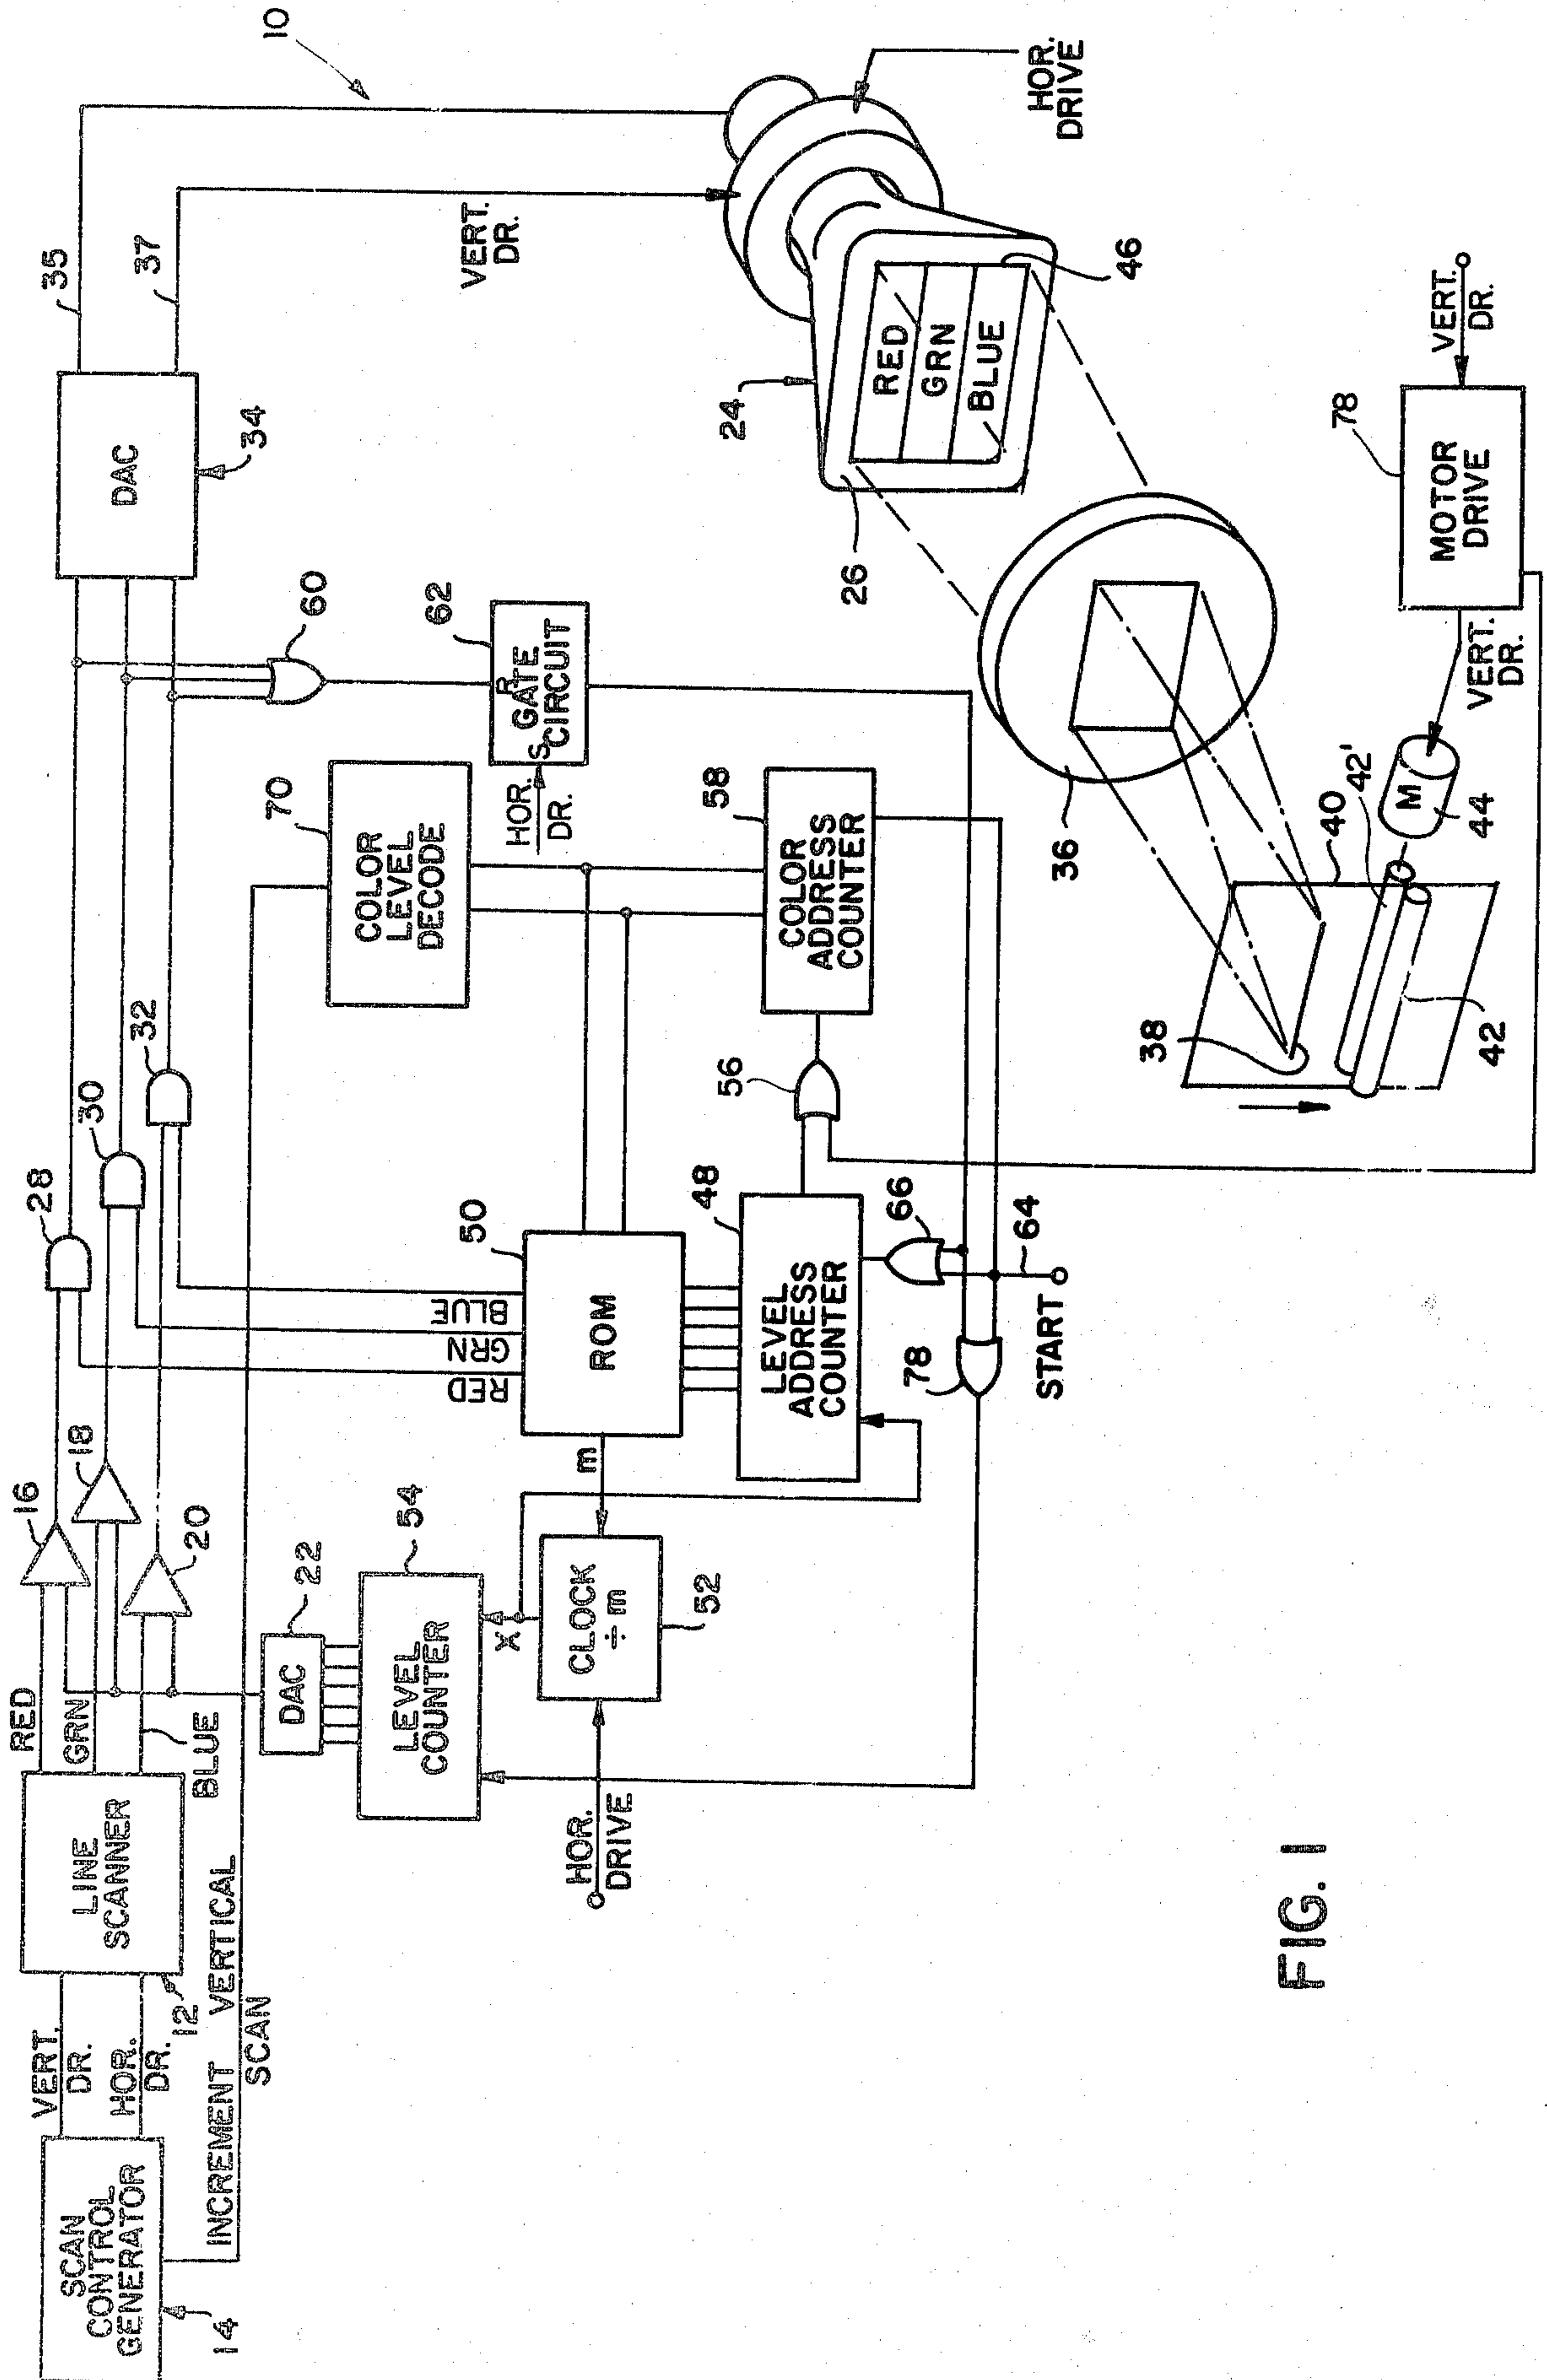 SCAN
CONTROL
GENERATOR
14
VERT.
DR.
HOR.
DR.
INCREMENT VERTICAL
SCAN
LINE
SCANNER
12
RED
GRN
BLUE
16
18
20
DAC
22
LEVEL
COUNTER
54
X
CLOCK
÷ m
52
HOR.
DRIVE
m
ROM
50
RED
GRN
BLUE
LEVEL
ADDRESS
COUNTER
48
66
78
64
START
56
28
30
32
COLOR
LEVEL
DECODE
70
COLOR
ADDRESS
COUNTER
58
HOR.
DR.
S
R
GATE
CIRCUIT
62
60
DAC
34
35
37
VERT.
DR.
10
HOR.
DRIVE
24
26
RED
GRN
BLUE
46
36
38
40
42
42'
M
44
VERT.
DR.
MOTOR
DRIVE
78
VERT.
DR.
FIG. 1